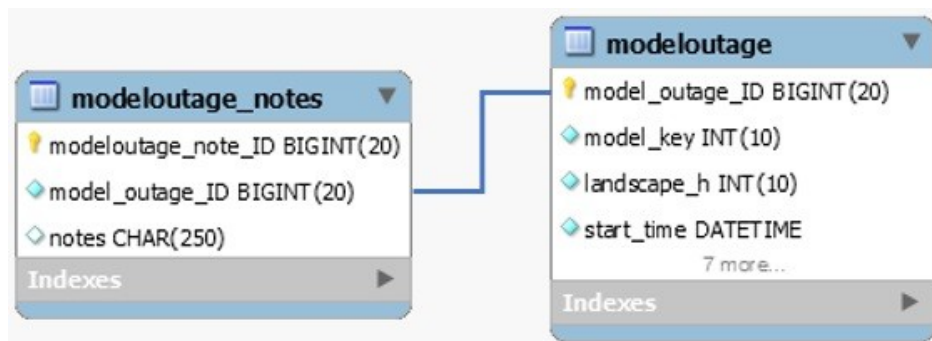 modeloutage_notes
modeloutage_note_ID BIGINT(20)
model_outage_ID BIGINT(20)
notes CHAR(250)
Indexes
modeloutage
model_outage_ID BIGINT(20)
model_key INT(10)
landscape_h INT(10)
start_time DATETIME
7 more...
Indexes